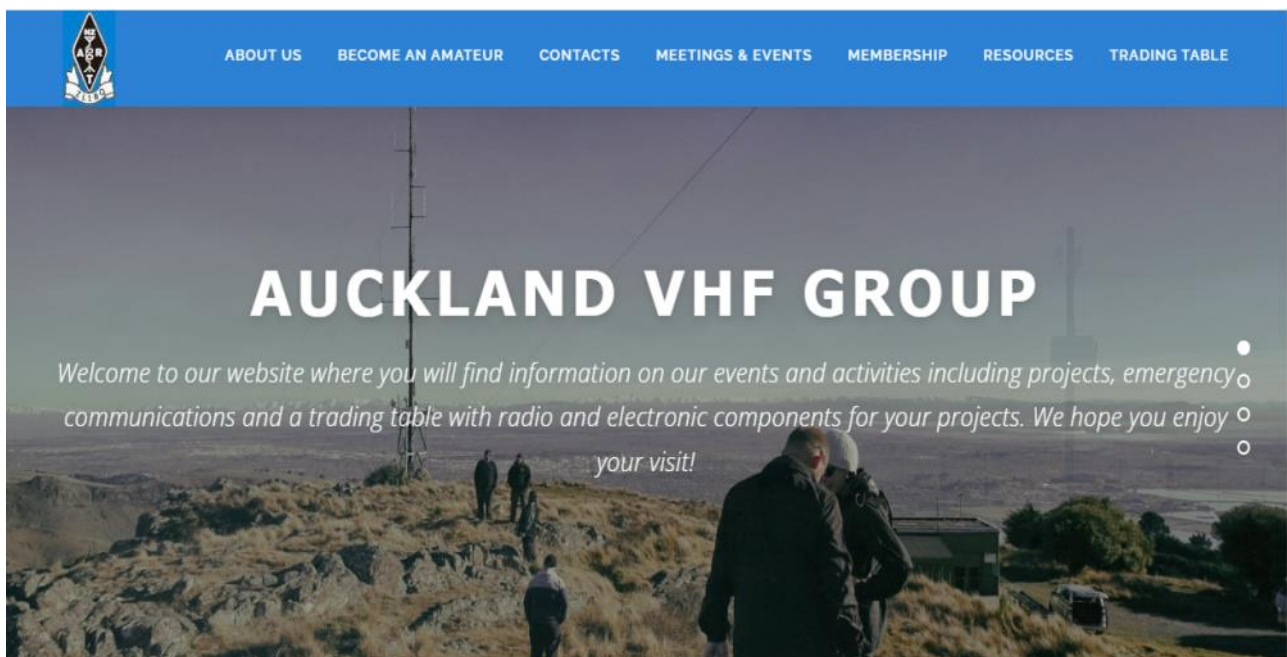 NZ
A R
R
T
ZL1BQ
ABOUT US BECOME AN AMATEUR CONTACTS MEETINGS & EVENTS MEMBERSHIP RESOURCES TRADING TABLE
AUCKLAND VHF GROUP
Welcome to our website where you will find information on our events and activities including projects, emergency
communications and a trading table with radio and electronic components for your projects. We hope you enjoy
your visit!